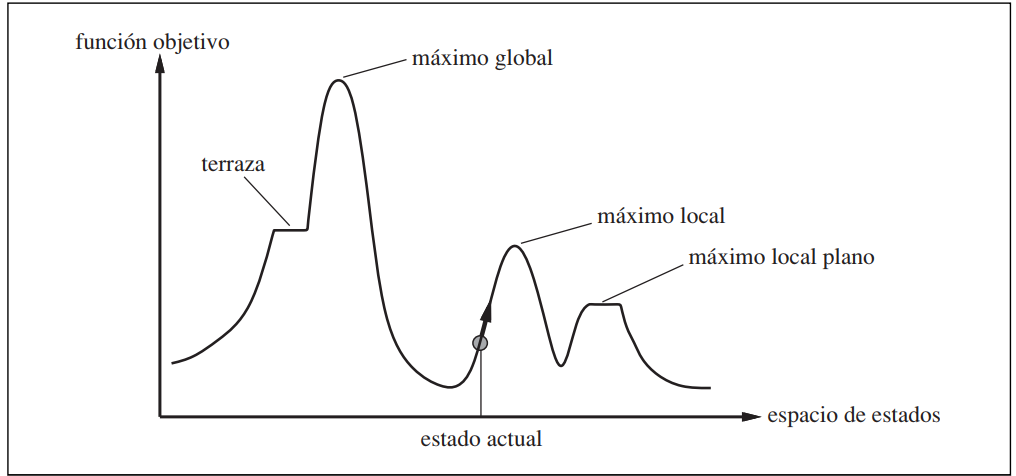 función objetivo
máximo global
terraza
máximo local
máximo local plano
espacio de estados
estado actual